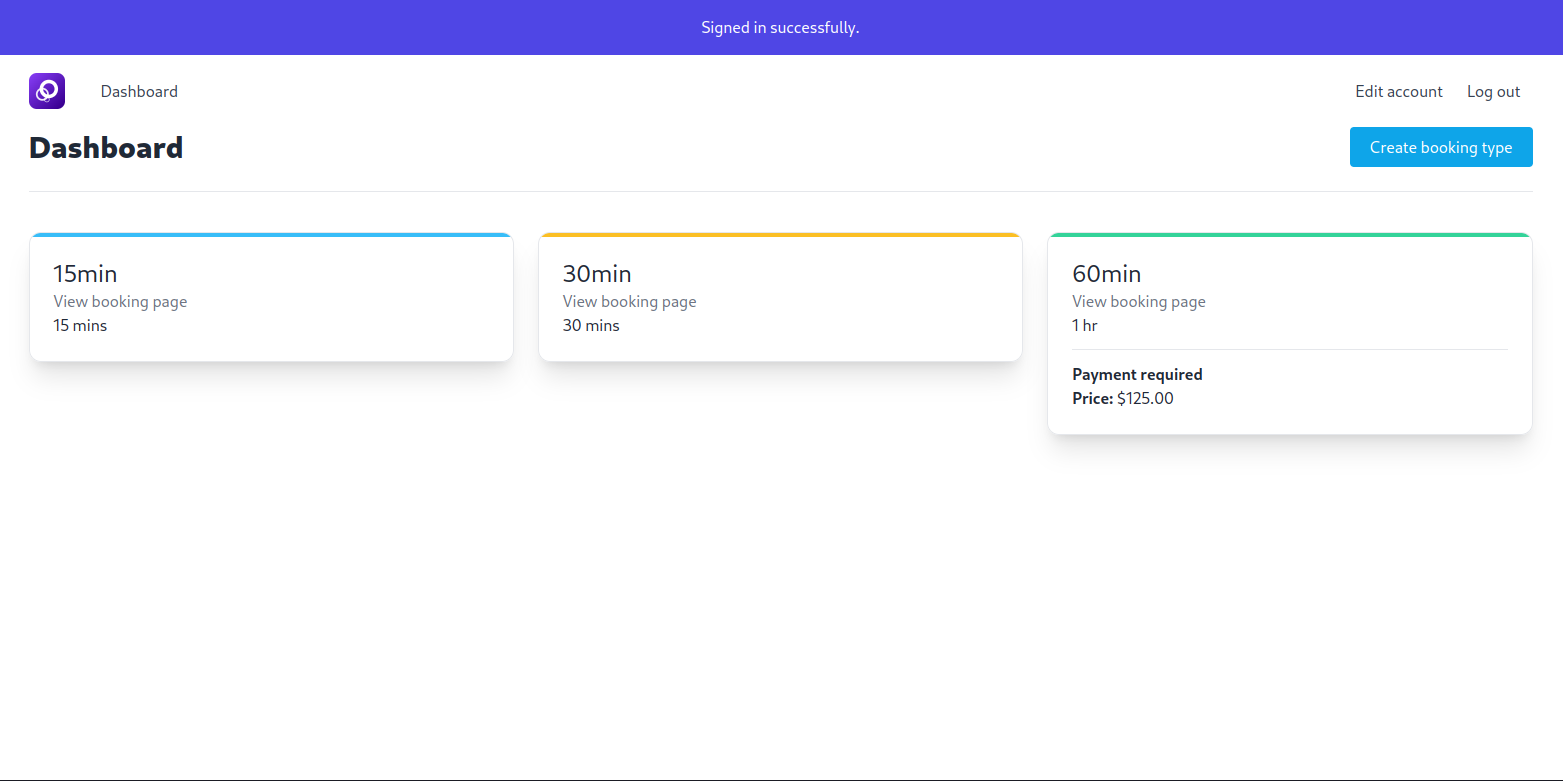 Signed in successfully.
Dashboard
Edit account
Log out
Dashboard
Create booking type
15min
View booking page
15 mins
30min
View booking page
30 mins
60min
View booking page
1 hr
Payment required
Price: $125.00